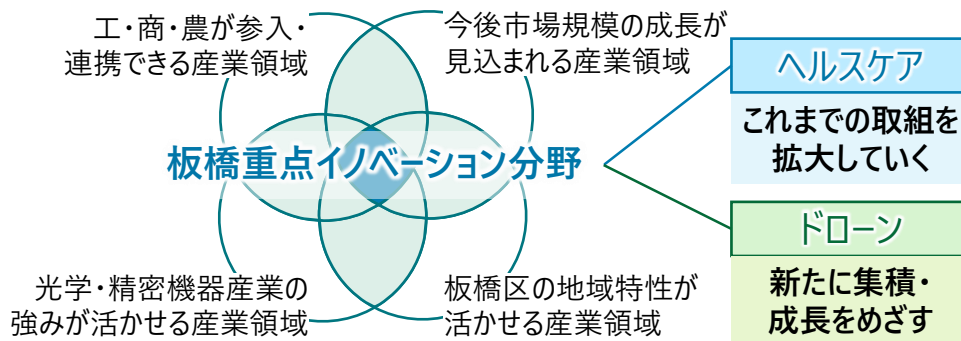 工・商・農が参入・
連携できる産業領域
今後市場規模の成長が
見込まれる産業領域
板橋重点イノベーション分野
光学・精密機器産業の
強みが活かせる産業領域
板橋区の地域特性が
活かせる産業領域
ヘルスケア
これまでの取組を
拡大していく
ドローン
新たに集積・
成長をめざす